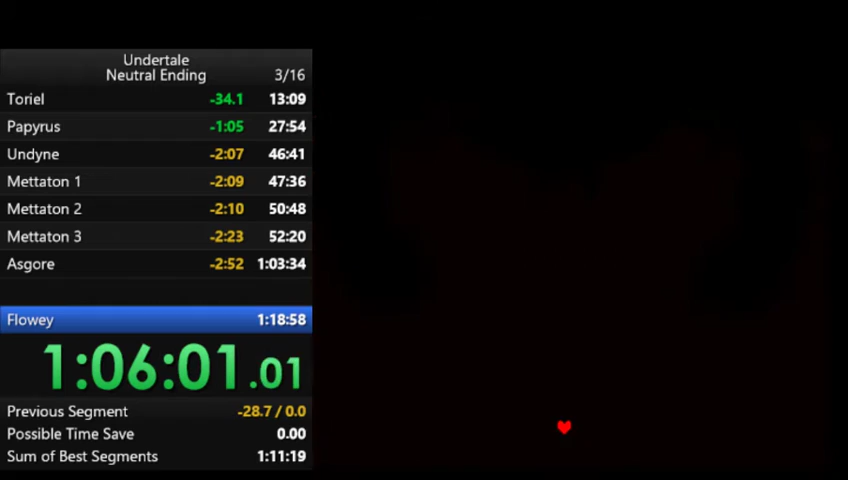 Undertale
Neutral Ending 3/16
Toriel -34.1 13:09
Papyrus -1:05 27:54
Undyne -2:07 46:41
Mettaton 1 -2:09 47:36
Mettaton 2 -2:10 50:48
Mettaton 3 -2:23 52:20
Asgore -2:52 1:03:34
Flowey 1:18:58
1:06:01.01
Previous Segment -28.7 / 0.0
Possible Time Save 0.00
Sum of Best Segments 1:11:19